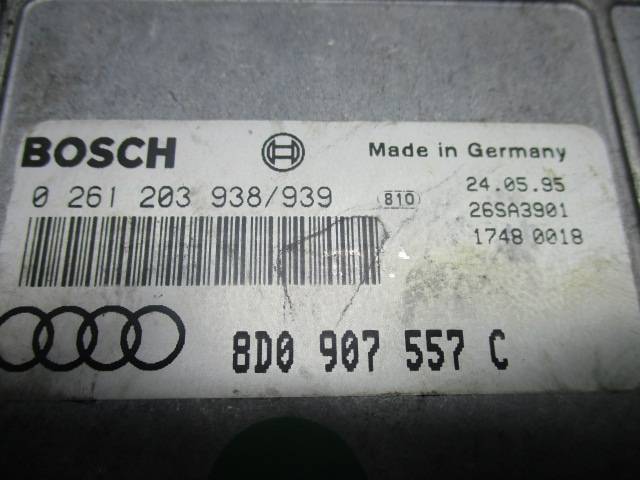 BOSCH Made in Germany
0 261 203 938/939 810 24.05.95
26SA3901
1748 0018
8D0 907 557 C